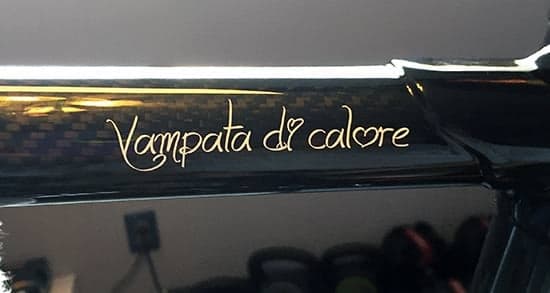 Vampata di calore